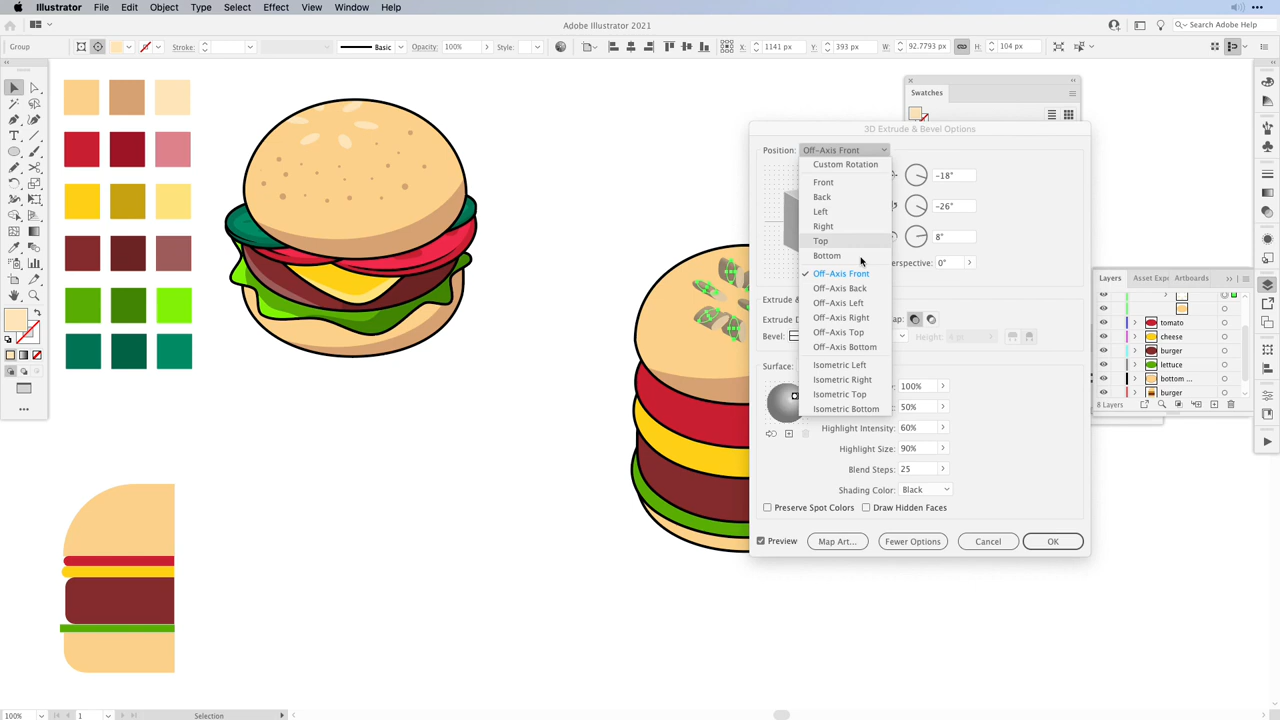 Illustrator File Edit Object Type Select Effect View Window Help
Adobe Illustrator 2021
Search Adobe Help
Group Stroke: Basic Opacity: 100% Style: X: 1141 px Y: 393 px W: 92.7793 px H: 104 px
Swatches
3D Extrude & Bevel Options
Position: Off-Axis Front
Custom Rotation
Front
Back
Left
Right
Top
Bottom
Off-Axis Front
Off-Axis Back
Off-Axis Left
Off-Axis Right
Off-Axis Top
Off-Axis Bottom
Isometric Left
Isometric Right
Isometric Top
Isometric Bottom
-18°
-26°
8°
erspective: 0°
Extrude &
Extrude D
ap:
Bevel:
Height: 4 pt
Surface:
100%
50%
Highlight Intensity: 60%
Highlight Size: 90%
Blend Steps: 25
Shading Color: Black
Preserve Spot Colors Draw Hidden Faces
Preview Map Art... Fewer Options Cancel OK
Layers Asset Expo Artboards
tomato
cheese
burger
lettuce
bottom ...
burger
8 Layers
100% 1 Selection